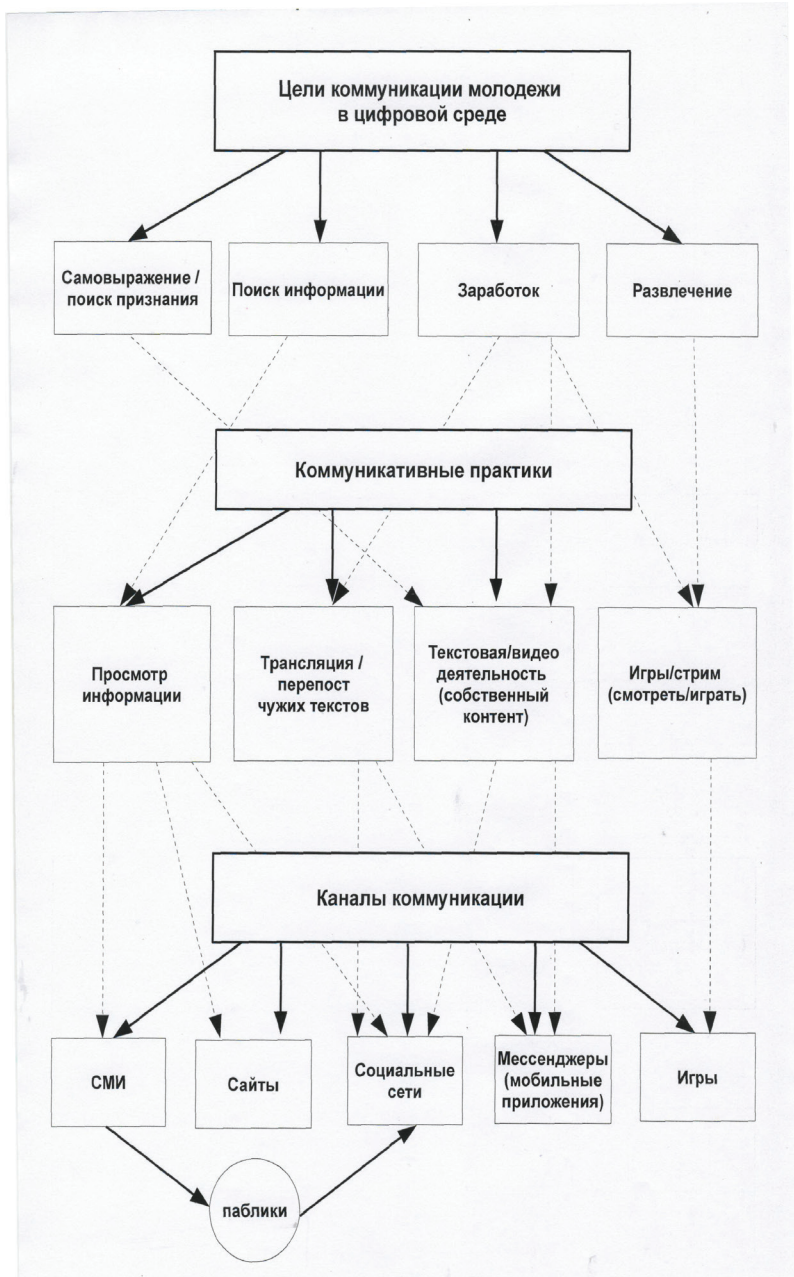 Цели коммуникации молодежи
в цифровой среде
Самовыражение /
поиск признания
Поиск информации
Заработок
Развлечение
Коммуникативные практики
Просмотр
информации
Трансляция /
перепост
чужих текстов
Текстовая/видео
деятельность
(собственный
контент)
Игры/стрим
(смотреть/играть)
Каналы коммуникации
СМИ
Сайты
Социальные
сети
Мессенджеры
(мобильные
приложения)
Игры
паблики